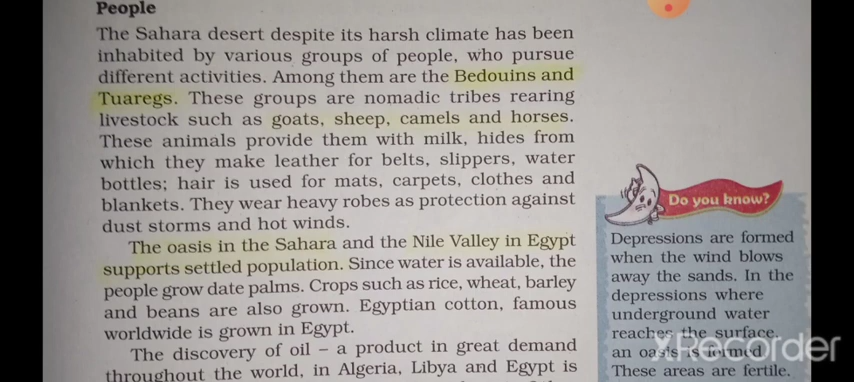 People
The Sahara desert despite its harsh climate has been
inhabited by various groups of people, who pursue
different activities. Among them are the Bedouins and
Tuaregs. These groups are nomadic tribes rearing
livestock such as goats, sheep, camels and horses.
These animals provide them with milk, hides from
which they make leather for belts, slippers, water
bottles; hair is used for mats, carpets, clothes and
blankets. They wear heavy robes as protection against
dust storms and hot winds.
The oasis in the Sahara and the Nile Valley in Egypt
supports settled population. Since water is available, the
people grow date palms. Crops such as rice, wheat, barley
and beans are also grown. Egyptian cotton, famous
worldwide is grown in Egypt.
The discovery of oil – a product in great demand
throughout the world, in Algeria, Libya and Egypt is
Do you know?
Depressions are formed
when the wind blows
away the sands. In the
depressions where
underground water
reaches the surface,
an oasis is formed
These areas are fertile.
XRecorder